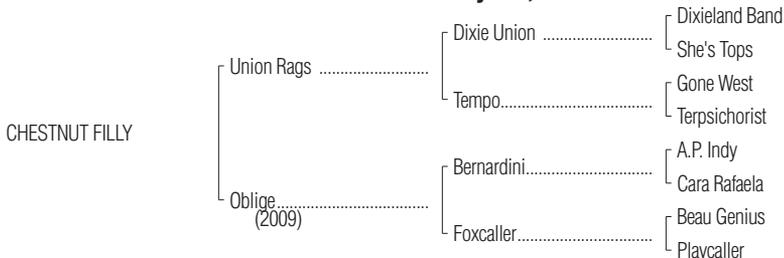 Dixieland Band
Dixie Union ..........................
She's Tops
Union Rags ..........................
Gone West
Tempo....................................
Terpsichorist
CHESTNUT FILLY
A.P. Indy
Bernardini..............................
Cara Rafaela
Oblige....................................
(2009)
Beau Genius
Foxcaller................................
Playcaller